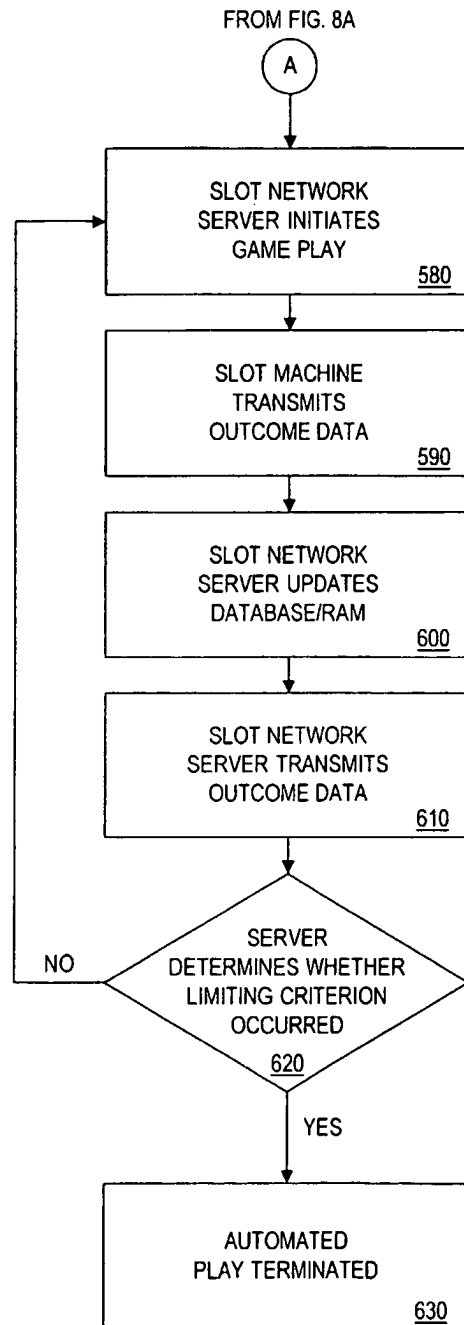 FROM FIG. 8A
A
SLOT NETWORK
SERVER INITIATES
GAME PLAY
580
SLOT MACHINE
TRANSMITS
OUTCOME DATA
590
SLOT NETWORK
SERVER UPDATES
DATABASE/RAM
600
SLOT NETWORK
SERVER TRANSMITS
OUTCOME DATA
610
SERVER
DETERMINES WHETHER
LIMITING CRITERION
OCCURRED
620
NO
YES
AUTOMATED
PLAY TERMINATED
630